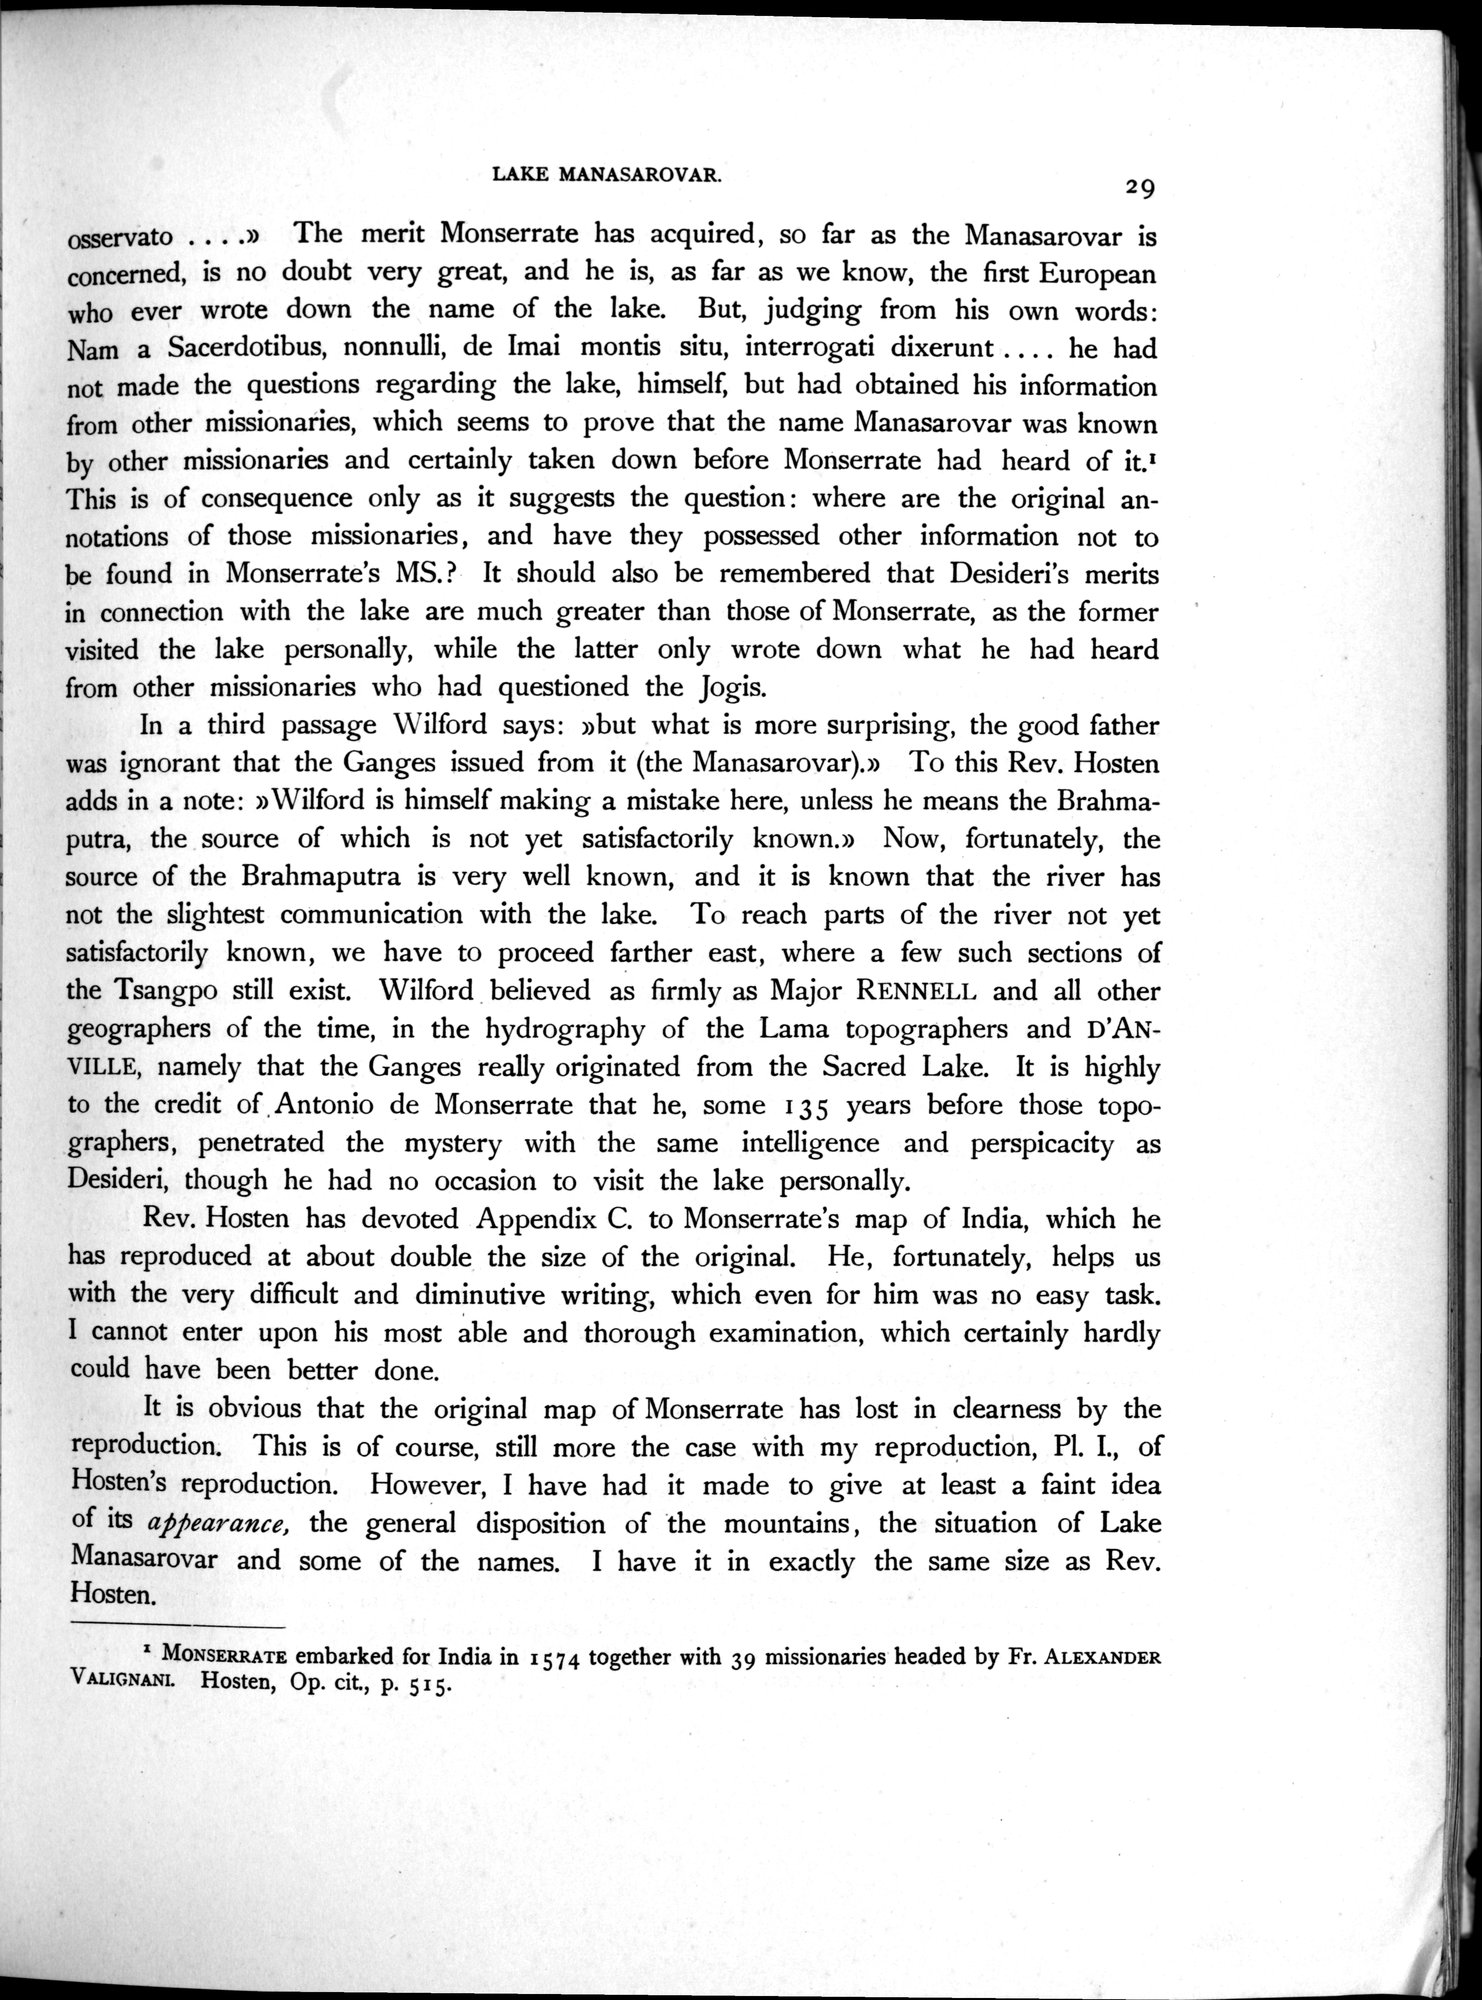 LAKE MANASAROVAR.
29
osservato . . . .» The merit Monserrate has acquired, so far as the Manasarovar is
concerned, is no doubt very great, and he is, as far as we know, the first European
who ever wrote down the name of the lake. But, judging from his own words:
Nam a Sacerdotibus, nonnulli, de Imai montis situ, interrogati dixerunt . . . . he had
not made the questions regarding the lake, himself, but had obtained his information
from other missionaries, which seems to prove that the name Manasarovar was known
by other missionaries and certainly taken down before Monserrate had heard of it.¹
This is of consequence only as it suggests the question: where are the original an-
notations of those missionaries, and have they possessed other information not to
be found in Monserrate's MS.? It should also be remembered that Desideri's merits
in connection with the lake are much greater than those of Monserrate, as the former
visited the lake personally, while the latter only wrote down what he had heard
from other missionaries who had questioned the Jogis.
In a third passage Wilford says: »but what is more surprising, the good father
was ignorant that the Ganges issued from it (the Manasarovar).» To this Rev. Hosten
adds in a note: »Wilford is himself making a mistake here, unless he means the Brahma-
putra, the source of which is not yet satisfactorily known.» Now, fortunately, the
source of the Brahmaputra is very well known, and it is known that the river has
not the slightest communication with the lake. To reach parts of the river not yet
satisfactorily known, we have to proceed farther east, where a few such sections of
the Tsangpo still exist. Wilford believed as firmly as Major RENNELL and all other
geographers of the time, in the hydrography of the Lama topographers and D'AN-
VILLE, namely that the Ganges really originated from the Sacred Lake. It is highly
to the credit of Antonio de Monserrate that he, some 135 years before those topo-
graphers, penetrated the mystery with the same intelligence and perspicacity as
Desideri, though he had no occasion to visit the lake personally.
Rev. Hosten has devoted Appendix C. to Monserrate's map of India, which he
has reproduced at about double the size of the original. He, fortunately, helps us
with the very difficult and diminutive writing, which even for him was no easy task.
I cannot enter upon his most able and thorough examination, which certainly hardly
could have been better done.
It is obvious that the original map of Monserrate has lost in clearness by the
reproduction. This is of course, still more the case with my reproduction, Pl. I., of
Hosten's reproduction. However, I have had it made to give at least a faint idea
of its appearance, the general disposition of the mountains, the situation of Lake
Manasarovar and some of the names. I have it in exactly the same size as Rev.
Hosten.
¹ MONSERRATE embarked for India in 1574 together with 39 missionaries headed by Fr. ALEXANDER
VALIGNANI. Hosten, Op. cit., p. 515.